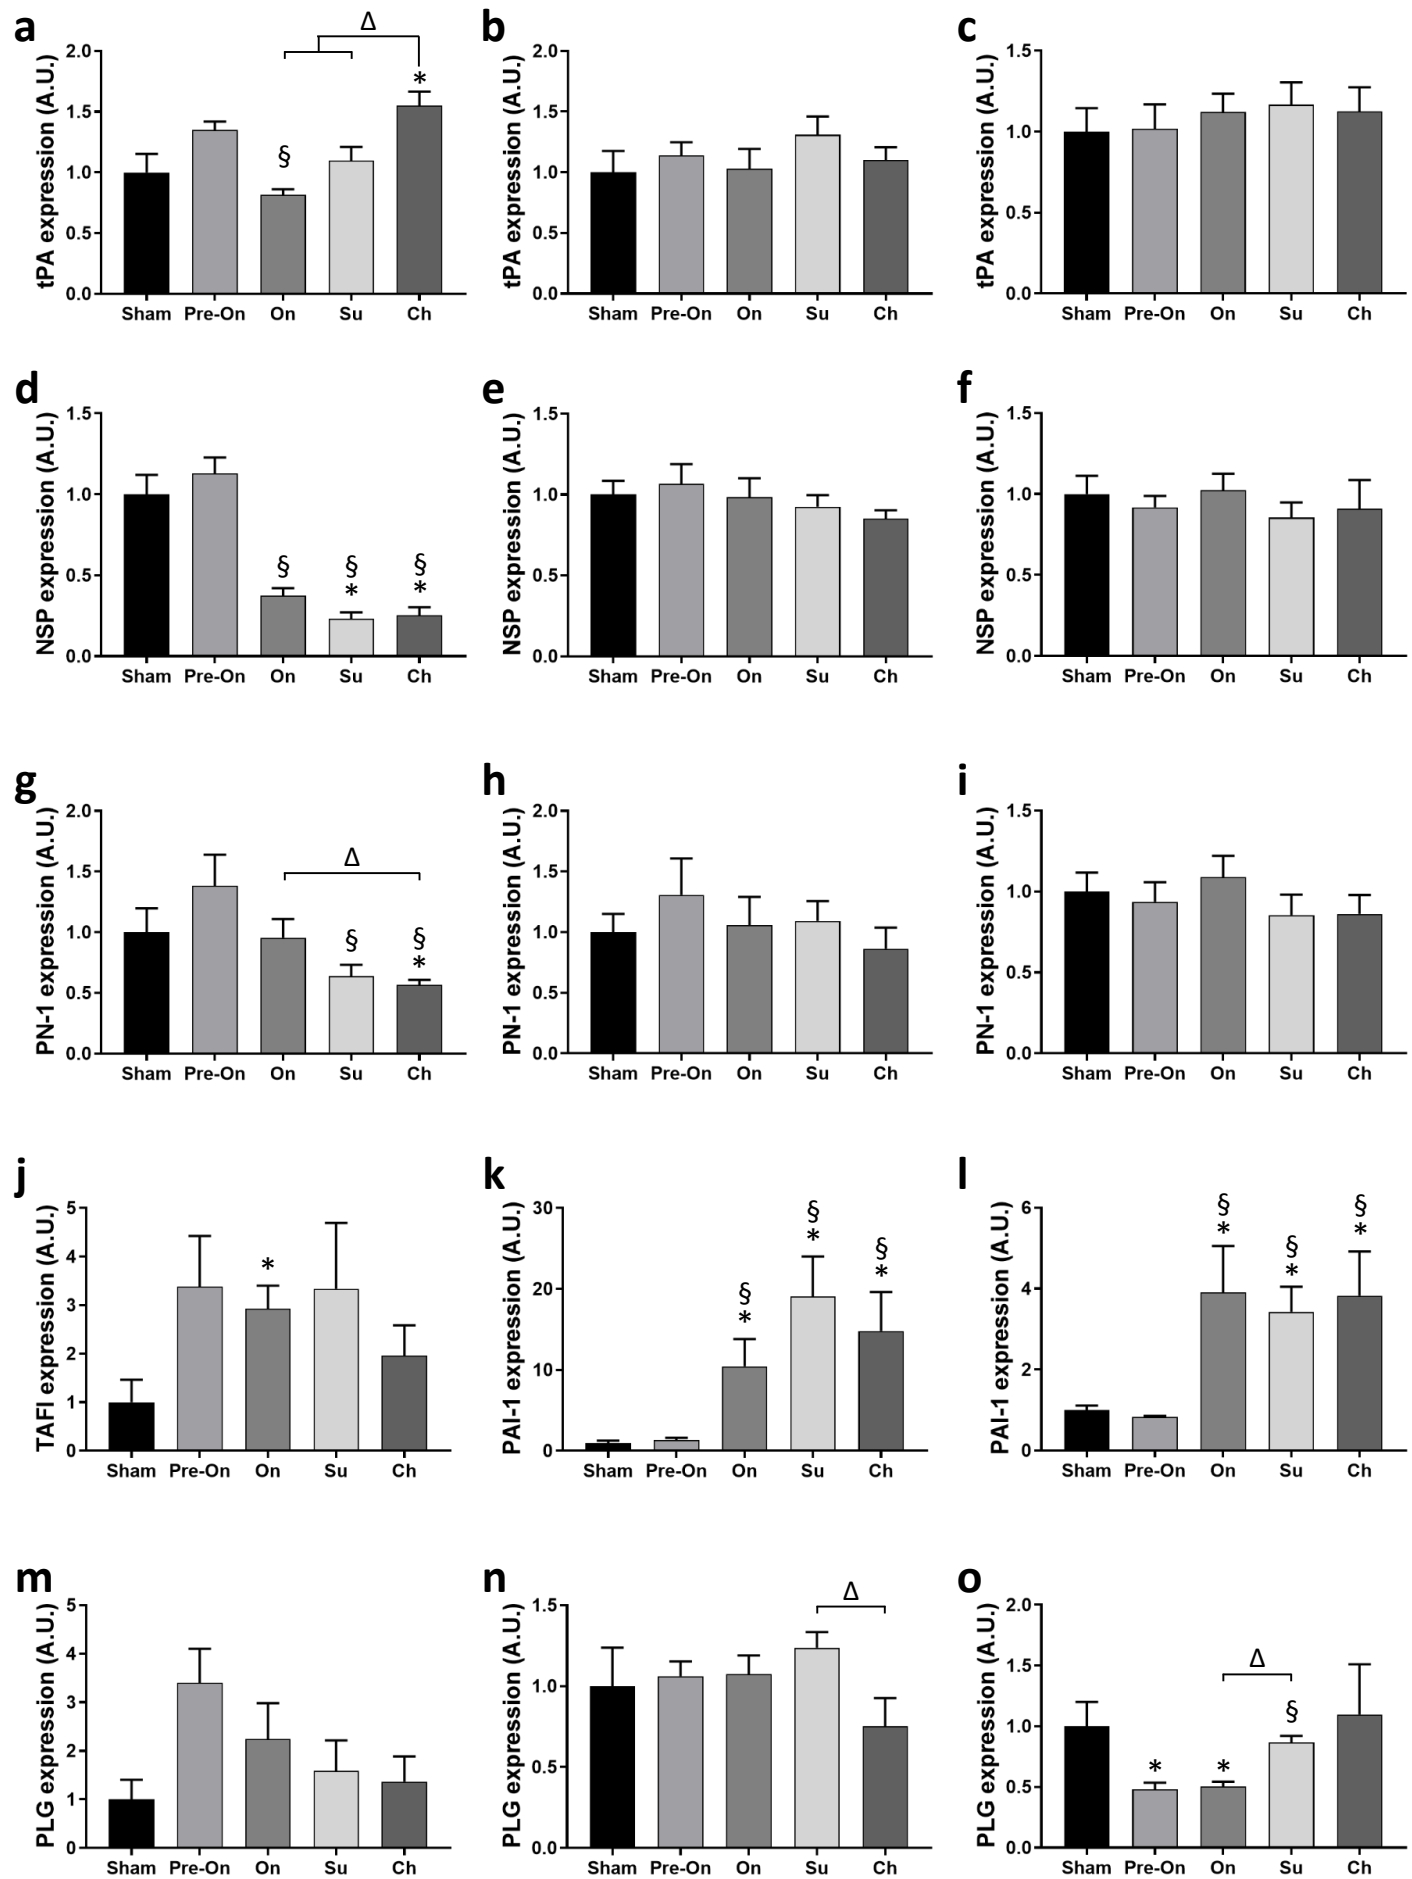 a
Δ
*
§
tPA expression (A.U.)
2.0
1.5
1.0
0.5
0.0
Sham Pre-On On Su Ch
b
tPA expression (A.U.)
2.0
1.5
1.0
0.5
0.0
Sham Pre-On On Su Ch
c
tPA expression (A.U.)
1.5
1.0
0.5
0.0
Sham Pre-On On Su Ch
d
NSP expression (A.U.)
1.5
1.0
0.5
0.0
§ § §
* *
Sham Pre-On On Su Ch
e
NSP expression (A.U.)
1.5
1.0
0.5
0.0
Sham Pre-On On Su Ch
f
NSP expression (A.U.)
1.5
1.0
0.5
0.0
Sham Pre-On On Su Ch
g
PN-1 expression (A.U.)
2.0
1.5
1.0
0.5
0.0
Δ
§ §
*
Sham Pre-On On Su Ch
h
PN-1 expression (A.U.)
2.0
1.5
1.0
0.5
0.0
Sham Pre-On On Su Ch
i
PN-1 expression (A.U.)
1.5
1.0
0.5
0.0
Sham Pre-On On Su Ch
j
TAFI expression (A.U.)
5
4
3
2
1
0
*
Sham Pre-On On Su Ch
k
PAI-1 expression (A.U.)
30
20
10
0
§ § §
* * *
Sham Pre-On On Su Ch
l
PAI-1 expression (A.U.)
6
4
2
0
§ § §
* * *
Sham Pre-On On Su Ch
m
PLG expression (A.U.)
5
4
3
2
1
0
Sham Pre-On On Su Ch
n
PLG expression (A.U.)
1.5
1.0
0.5
0.0
Δ
Sham Pre-On On Su Ch
o
PLG expression (A.U.)
2.0
1.5
1.0
0.5
0.0
Δ
§
* *
Sham Pre-On On Su Ch